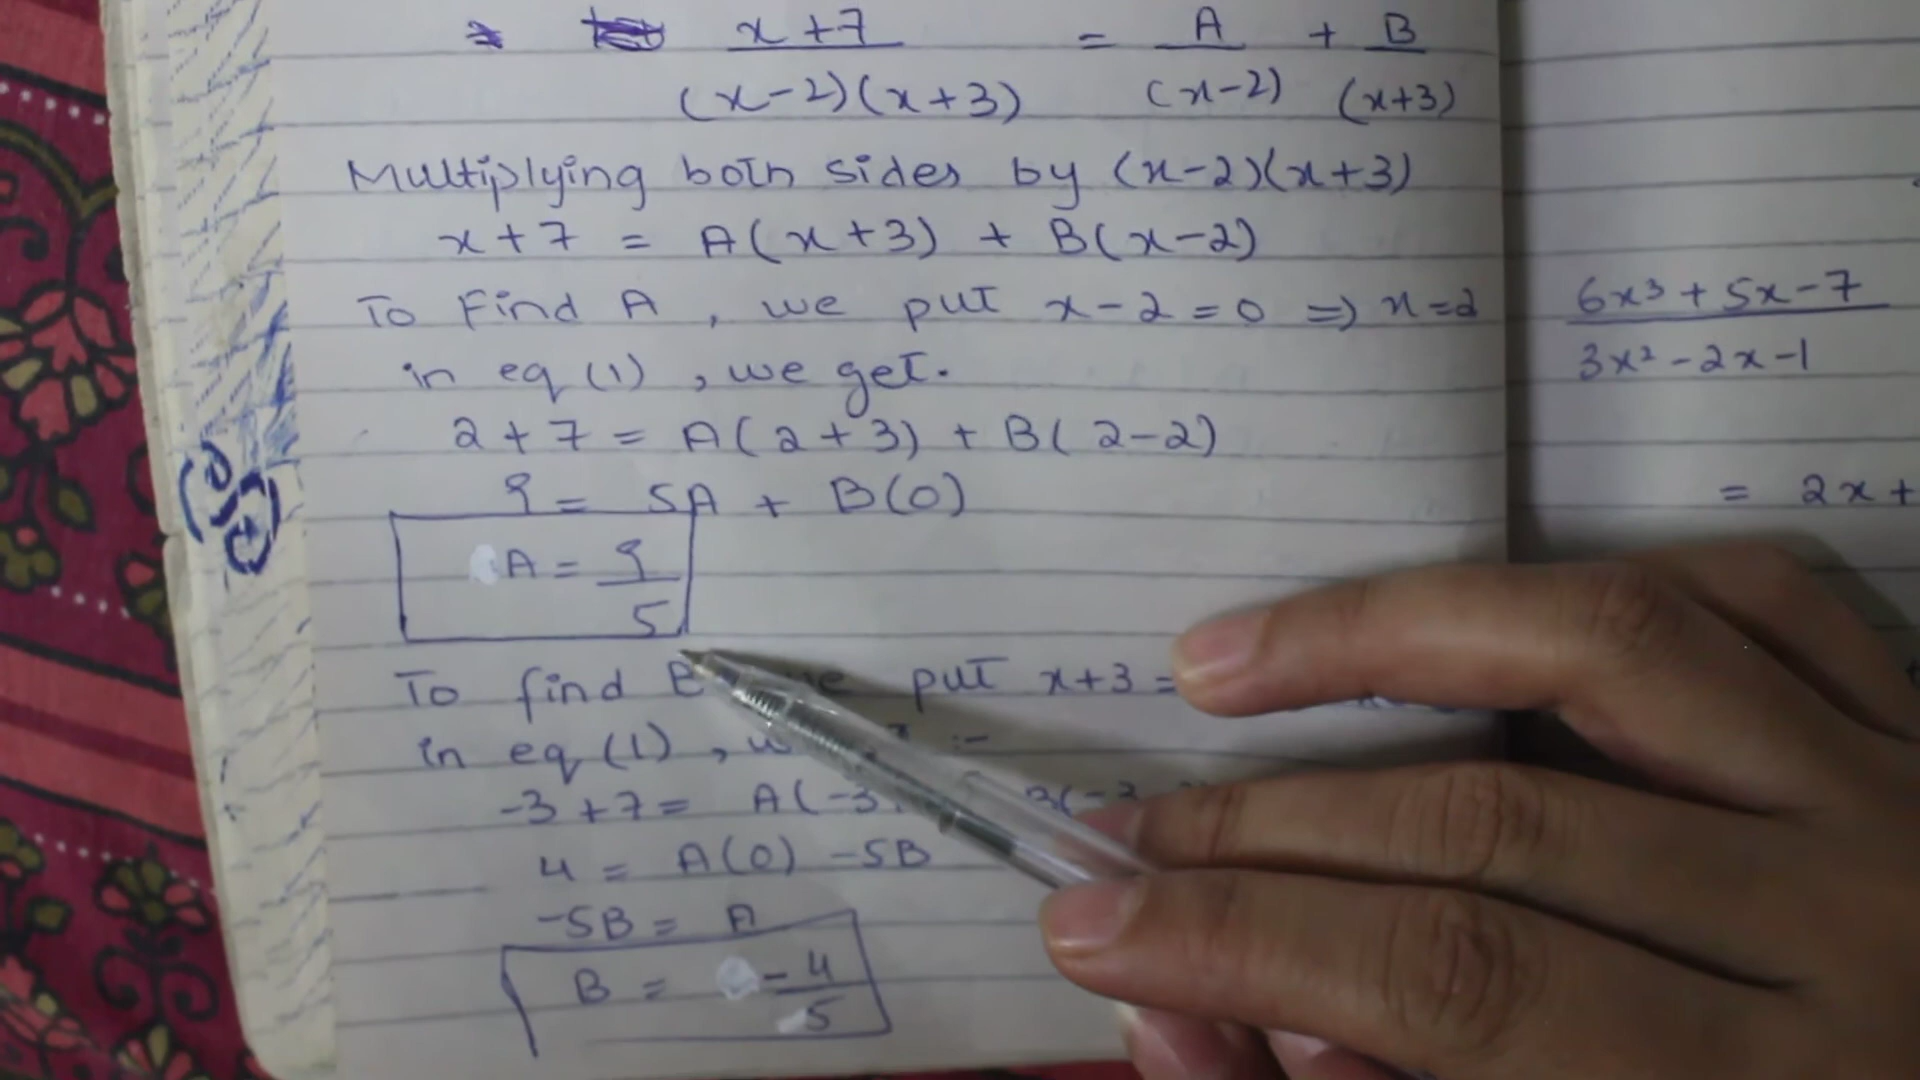 x+7 / (x-2)(x+3) = A / (x-2) + B / (x+3)
Multiplying both sides by (x-2)(x+3)
x+7 = A(x+3) + B(x-2)
To Find A, we put x-2=0 => x=2
in eq (1), we get.
2+7 = A(2+3) + B(2-2)
9 = 5A + B(0)
A = 9/5
To find B we put x+3 =
in eq (1), :-
-3+7 = A(-3 B(-3
4 = A(0) -5B
-5B = A
B = -4/5
6x³ + 5x - 7 / 3x² - 2x - 1
= 2x +